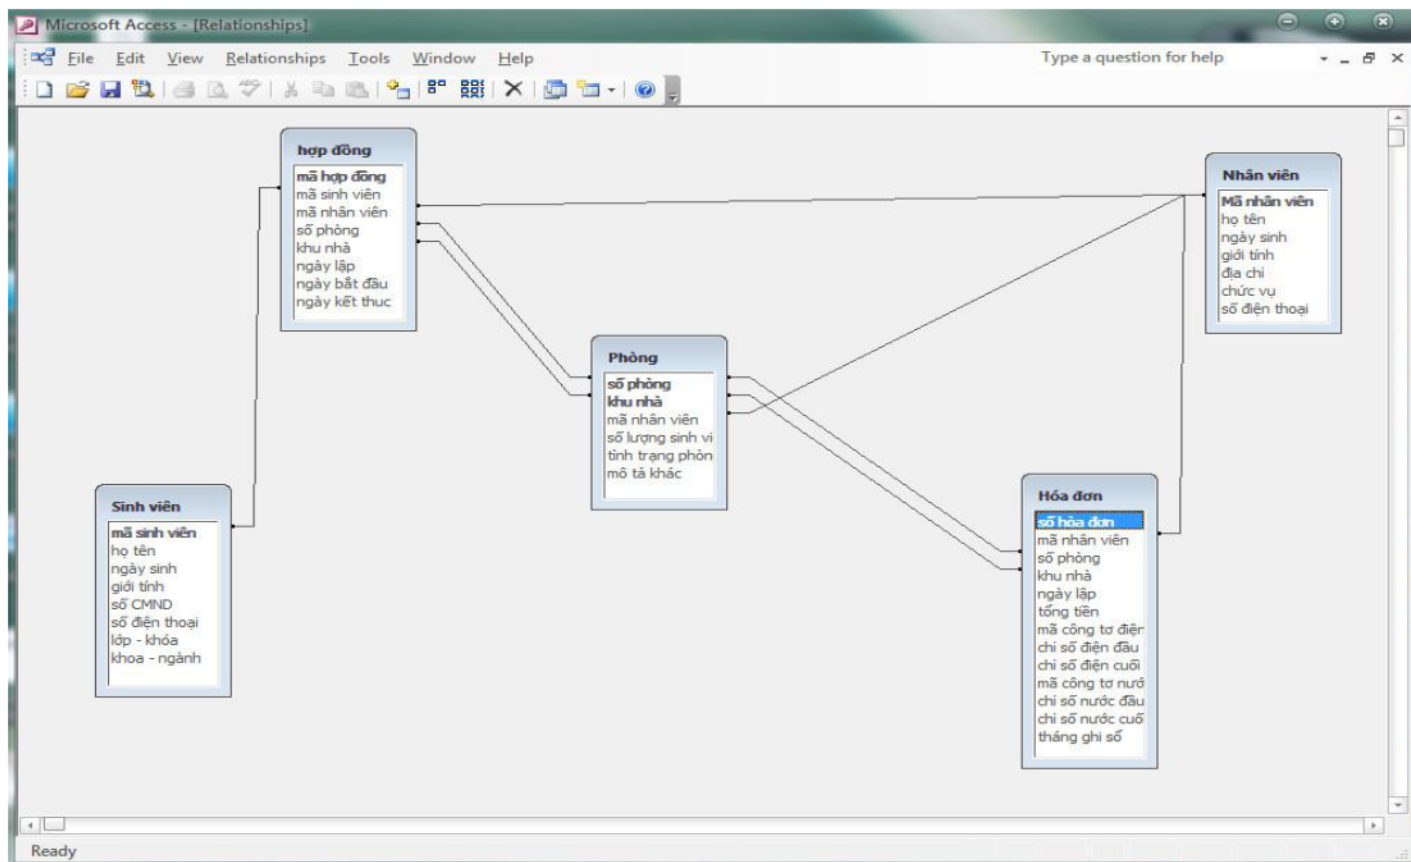 Microsoft Access - [Relationships]
File Edit View Relationships Tools Window Help
Type a question for help
hợp đồng
mã hợp đồng
mã sinh viên
mã nhân viên
số phòng
khu nhà
ngày lập
ngày bắt đầu
ngày kết thuc
Nhân viên
Mã nhân viên
họ tên
ngày sinh
giới tính
địa chỉ
chức vụ
số điện thoại
Phòng
số phòng
khu nhà
mã nhân viên
số lượng sinh vi
tình trạng phòn
mô tả khác
Sinh viên
mã sinh viên
họ tên
ngày sinh
giới tính
số CMND
số điện thoại
lớp - khóa
khoa - ngành
Hóa đơn
số hòa đơn
mã nhân viên
số phòng
khu nhà
ngày lập
tổng tiền
mã công tơ điện
chỉ số điện đầu
chỉ số điện cuối
mã công tơ nướ
chỉ số nước đầu
chỉ số nước cuố
tháng ghi sổ
Ready